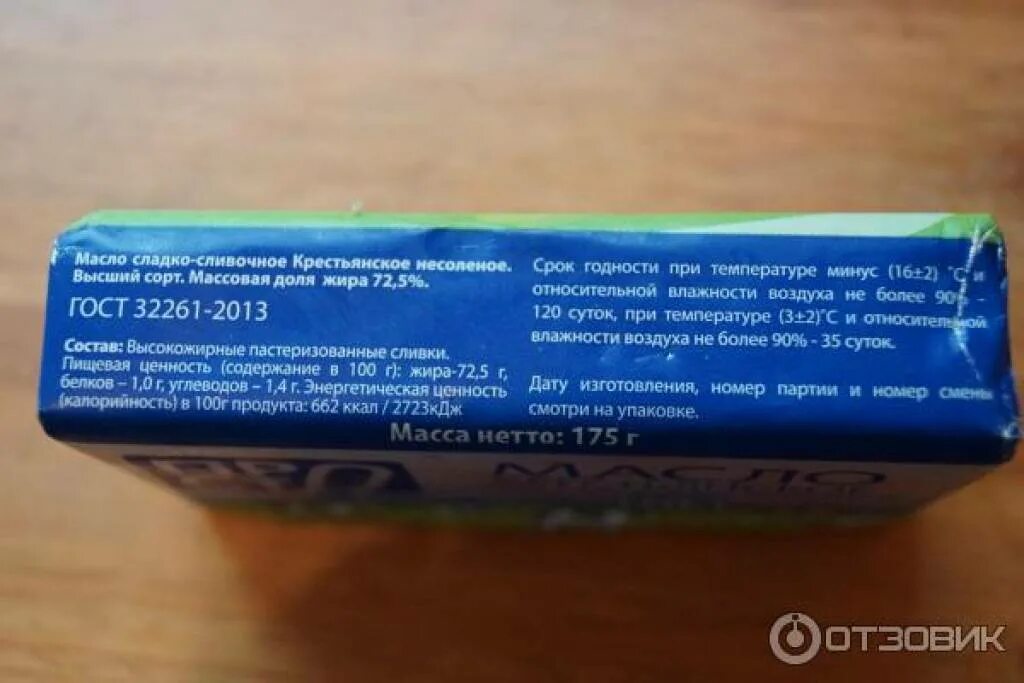 Масло сладко-сливочное Крестьянское несоленое.
Высший сорт. Массовая доля жира 72,5%.
ГОСТ 32261-2013
Состав: Высокожирные пастеризованные сливки.
Пищевая ценность (содержание в 100 г): жира-72,5 г,
белков – 1,0 г, углеводов – 1,4 г. Энергетическая ценность
(калорийность) в 100г продукта: 662 ккал / 2723кДж
Срок годности при температуре минус (16±2) °С и
относительной влажности воздуха не более 90% -
120 суток, при температуре (3±2)°С и относительной
влажности воздуха не более 90% - 35 суток.
Дату изготовления, номер партии и номер смены
смотри на упаковке.
Масса нетто: 175 г
МАСЛО
ОТЗОВИК